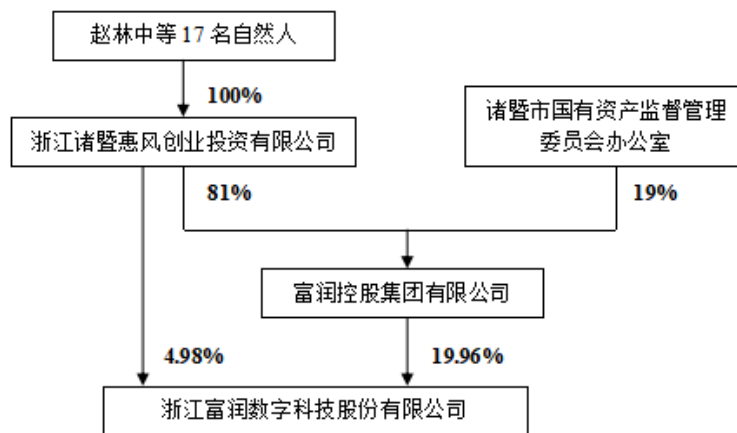 赵林中等 17 名自然人
100%
浙江诸暨惠风创业投资有限公司
诸暨市国有资产监督管理
委员会办公室
81%
19%
富润控股集团有限公司
4.98%
19.96%
浙江富润数字科技股份有限公司